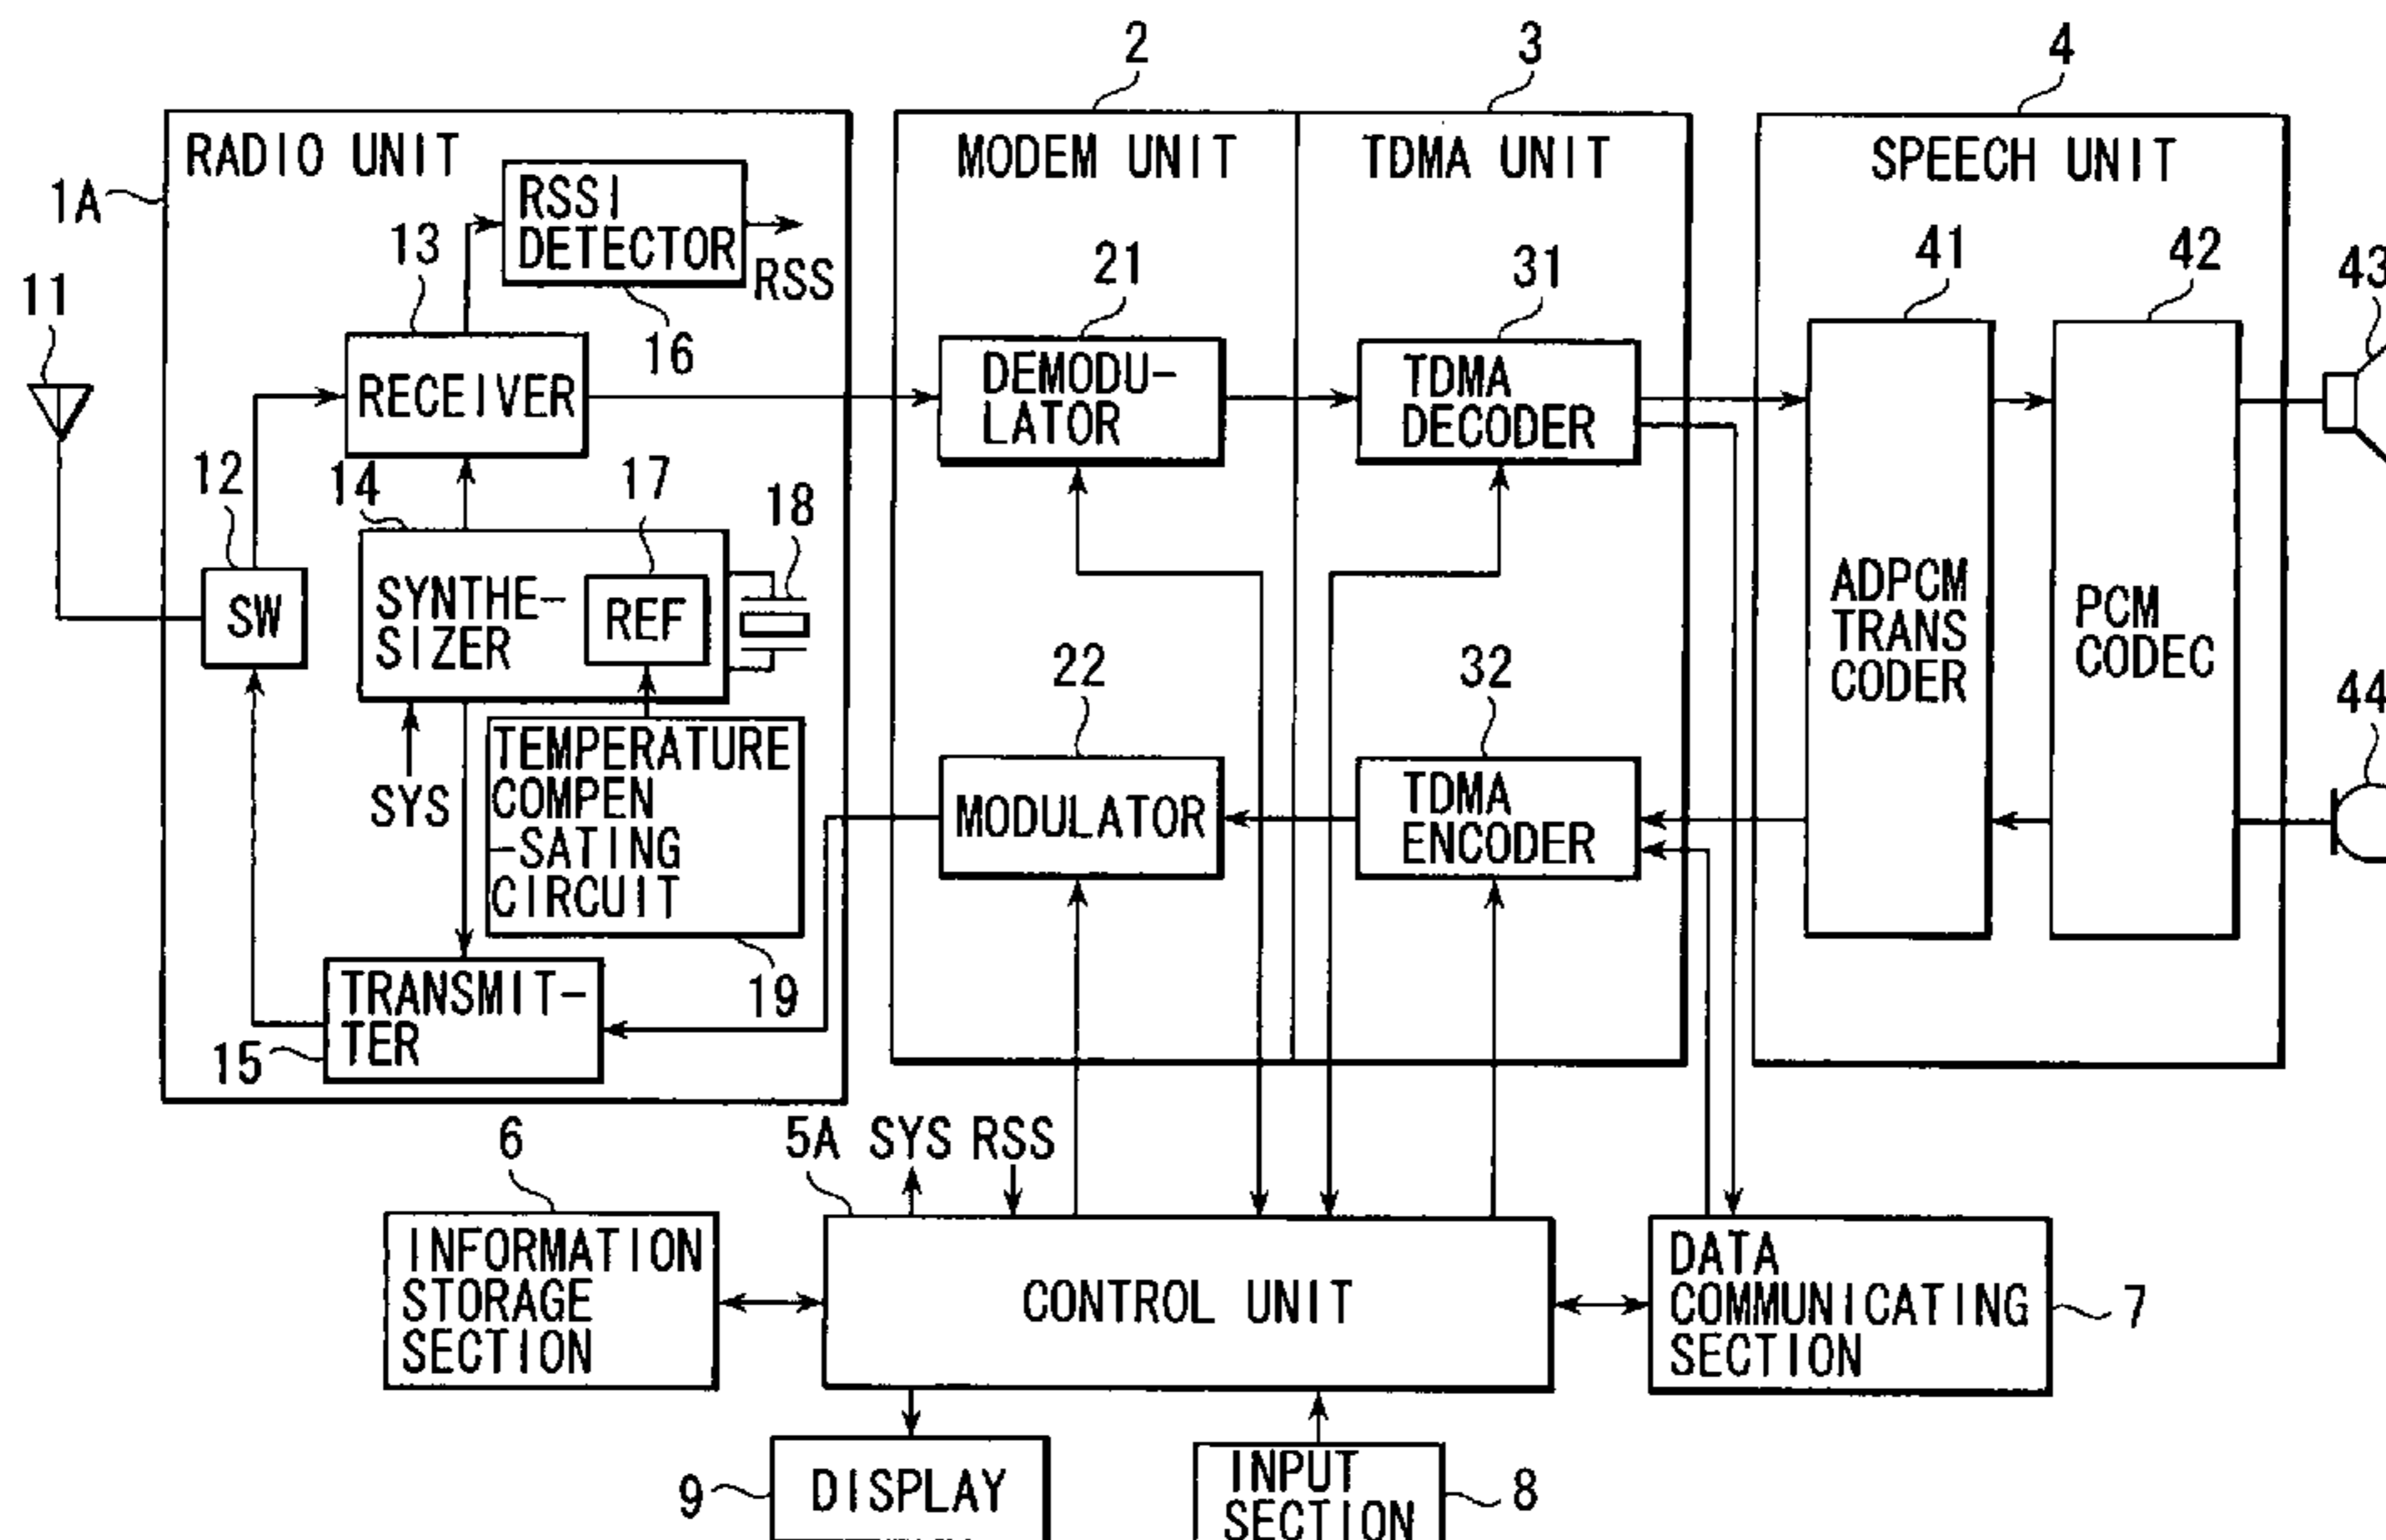 2
3
4
RADIO UNIT
MODEM UNIT
TDMA UNIT
SPEECH UNIT
1A
RSSI
DETECTOR
RSS
13
16
11
21
31
41
42
43
RECEIVER
DEMODU-
LATOR
TDMA
DECODER
12
14
17
18
SW
SYNTHE-
SIZER
REF
ADPCM
TRANS
CODER
PCM
CODEC
22
32
44
SYS
TEMPERATURE
COMPEN
-SATING
CIRCUIT
MODULATOR
TDMA
ENCODER
19
TRANSMIT-
TER
15
6
5A
SYS
RSS
INFORMATION
STORAGE
SECTION
CONTROL UNIT
DATA
COMMUNICATING
SECTION
7
9
DISPLAY
INPUT
SECTION
8